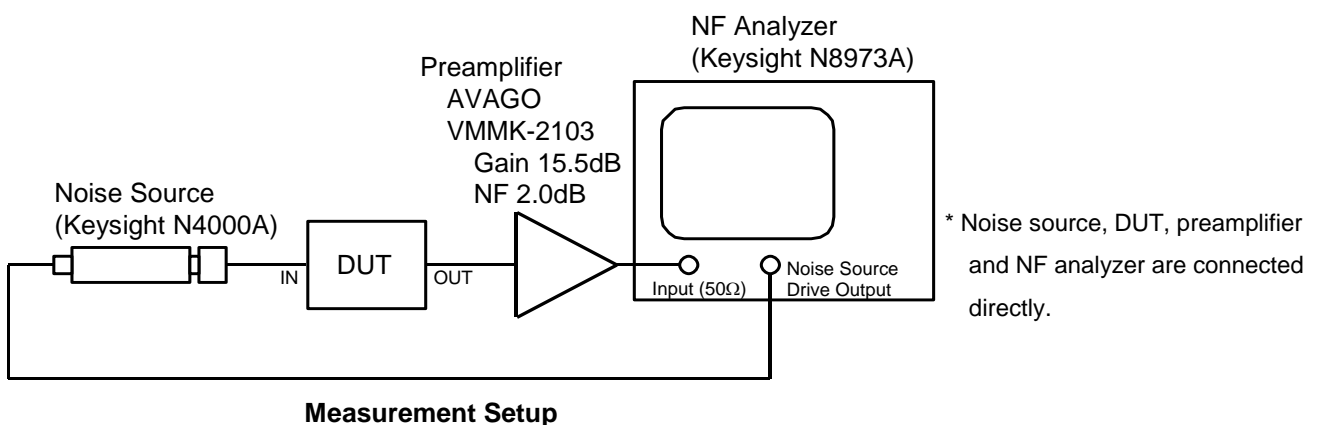 NF Analyzer
(Keysight N8973A)
Preamplifier
AVAGO
VMMK-2103
Gain 15.5dB
NF 2.0dB
Noise Source
(Keysight N4000A)
IN
DUT
OUT
Input (50Ω)
Noise Source
Drive Output
* Noise source, DUT, preamplifier
and NF analyzer are connected
directly.
Measurement Setup